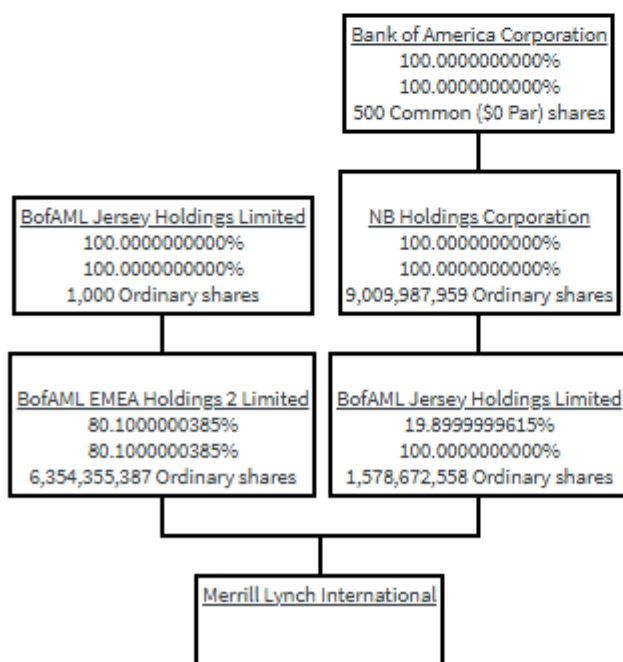 Bank of America Corporation
100.0000000000%
100.0000000000%
500 Common ($0 Par) shares
BofAML Jersey Holdings Limited
100.0000000000%
100.0000000000%
1,000 Ordinary shares
NB Holdings Corporation
100.0000000000%
100.0000000000%
9,009,987,959 Ordinary shares
BofAML EMEA Holdings 2 Limited
80.1000000385%
80.1000000385%
6,354,355,387 Ordinary shares
BofAML Jersey Holdings Limited
19.8999999615%
100.0000000000%
1,578,672,558 Ordinary shares
Merrill Lynch International